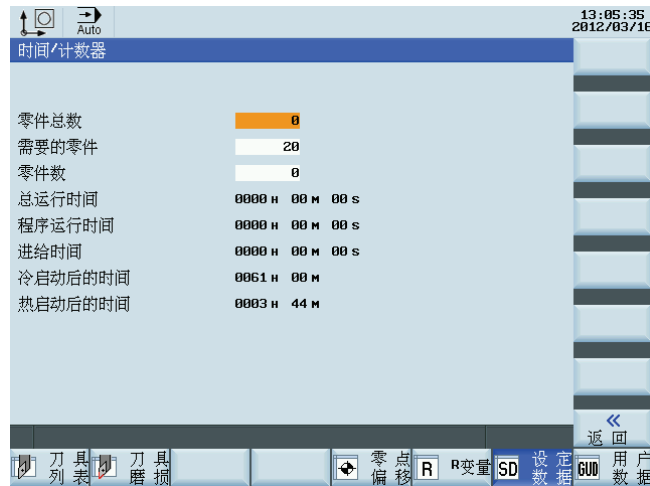 Auto
13:05:35
2012/03/16
时间/计数器
零件总数 0
需要的零件 20
零件数 0
总运行时间 0000 H 00 M 00 S
程序运行时间 0000 H 00 M 00 S
进给时间 0000 H 00 M 00 S
冷启动后的时间 0061 H 00 M
热启动后的时间 0003 H 44 M
«
返回
刀具列表
刀具磨损
零点偏移
R R变量
SD 设定数据
GUD 用户数据